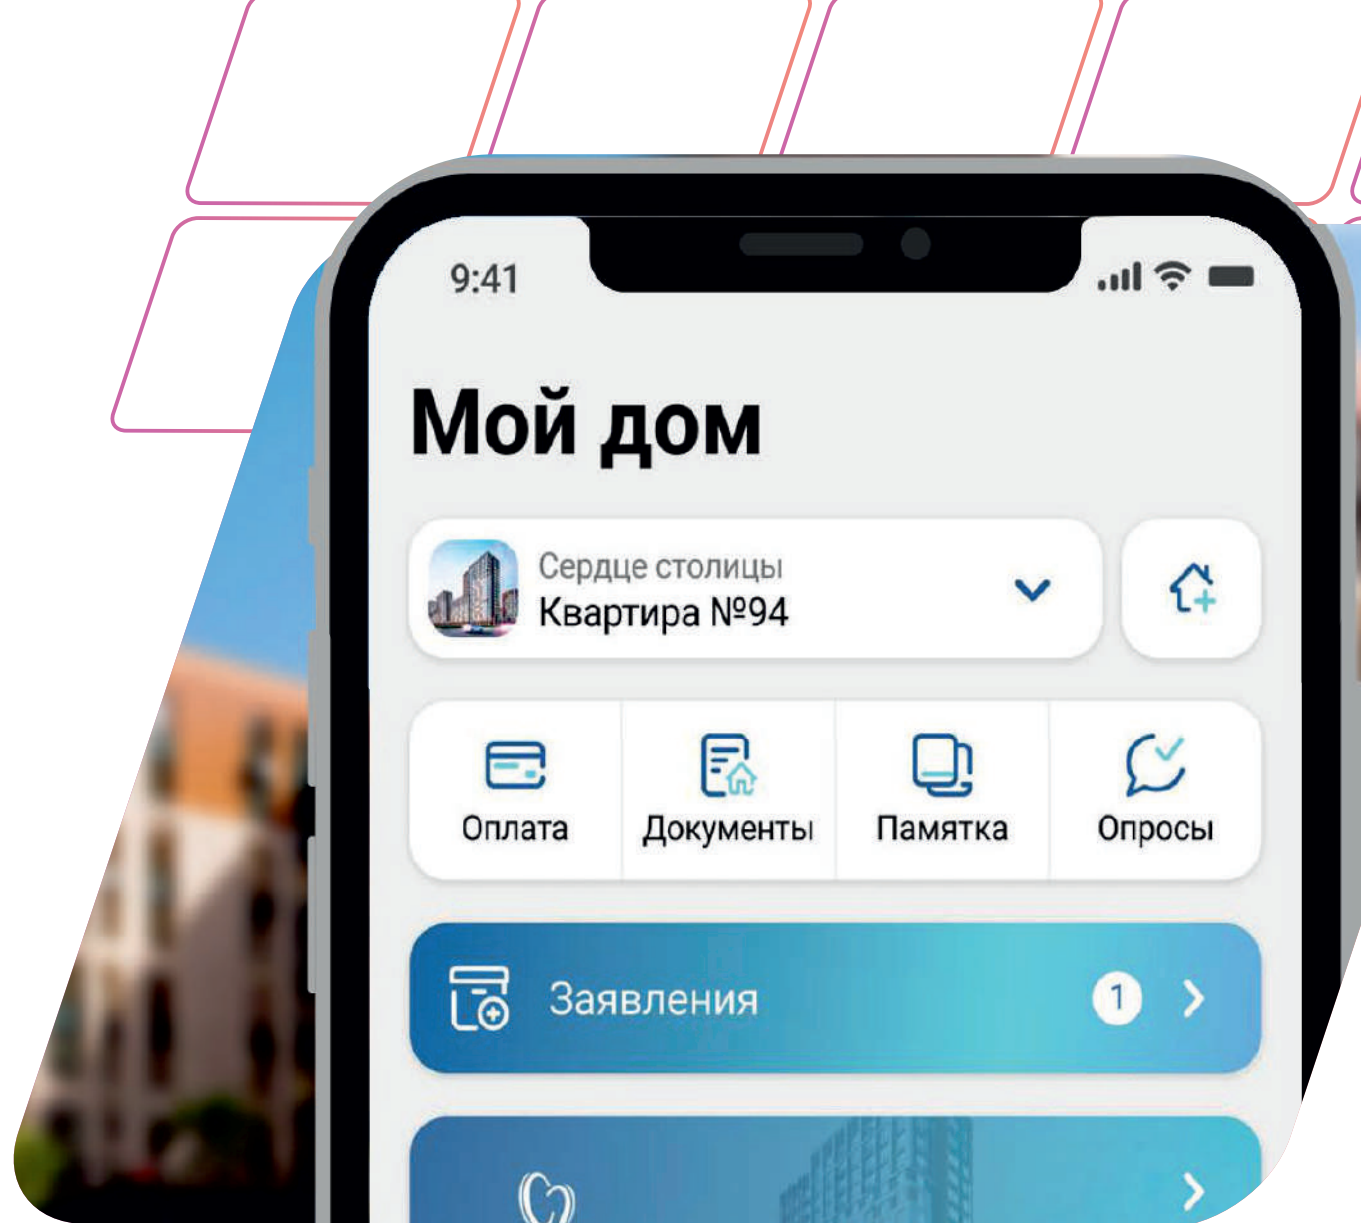 9:41
Мой дом
Сердце столицы
Квартира №94
Оплата
Документы
Памятка
Опросы
Заявления
1